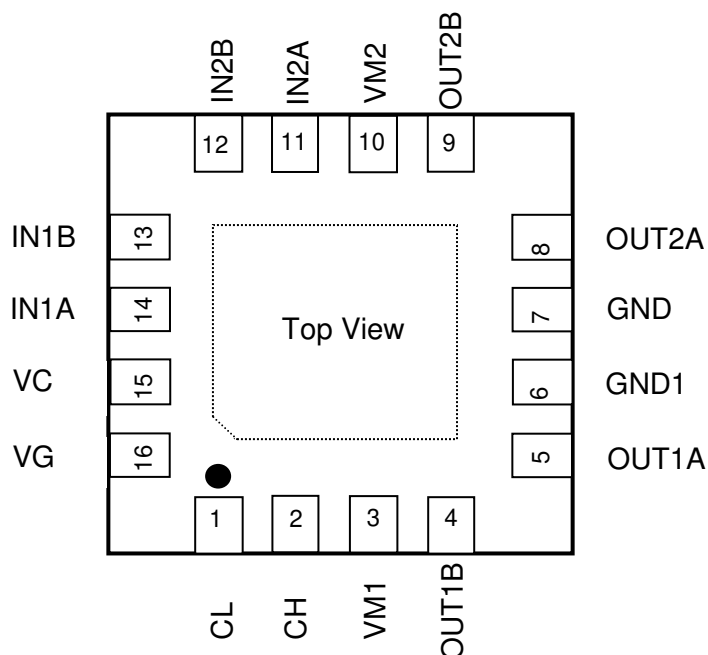 IN2B IN2A VM2 OUT2B
12 11 10 9
IN1B 13 8 OUT2A
IN1A 14 7 GND
Top View
VC 15 6 GND1
VG 16 5 OUT1A
1 2 3 4
CL CH VM1 OUT1B